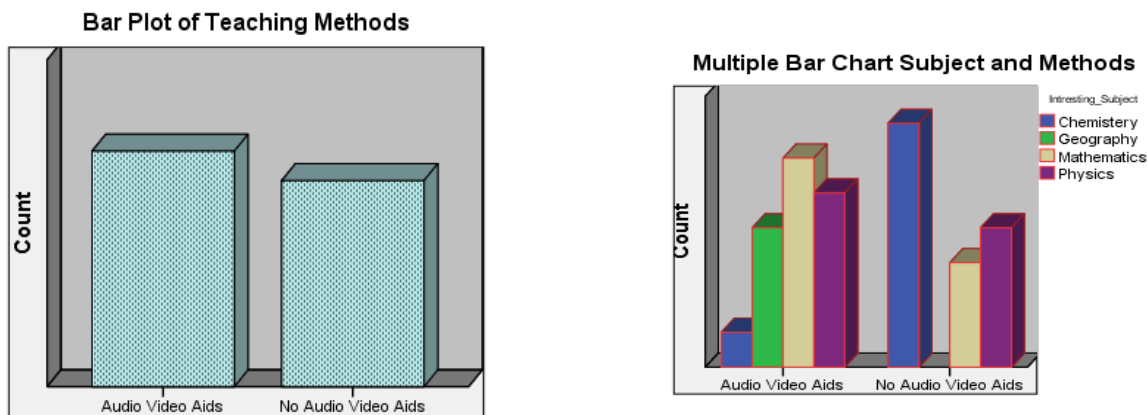 Bar Plot of Teaching Methods
Count
Audio Video Aids
No Audio Video Aids
Multiple Bar Chart Subject and Methods
Intresting_Subject
Chemistery
Geography
Mathematics
Physics
Count
Audio Video Aids
No Audio Video Aids